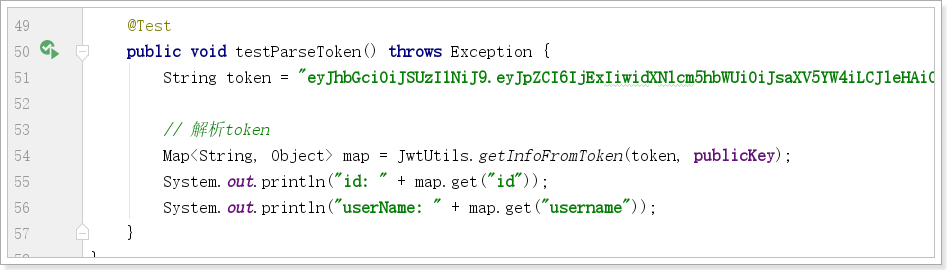 49 @Test
50 public void testParseToken() throws Exception {
51 String token = "eyJhbGciOiJSUzI1NiJ9.eyJpZCI6IjExIiwidXNlcm5hbWUiOiJsaXV5YW4iLCJleHAiO
52
53 // 解析token
54 Map<String, Object> map = JwtUtils.getInfoFromToken(token, publicKey);
55 System.out.println("id: " + map.get("id"));
56 System.out.println("userName: " + map.get("username"));
57 }
}